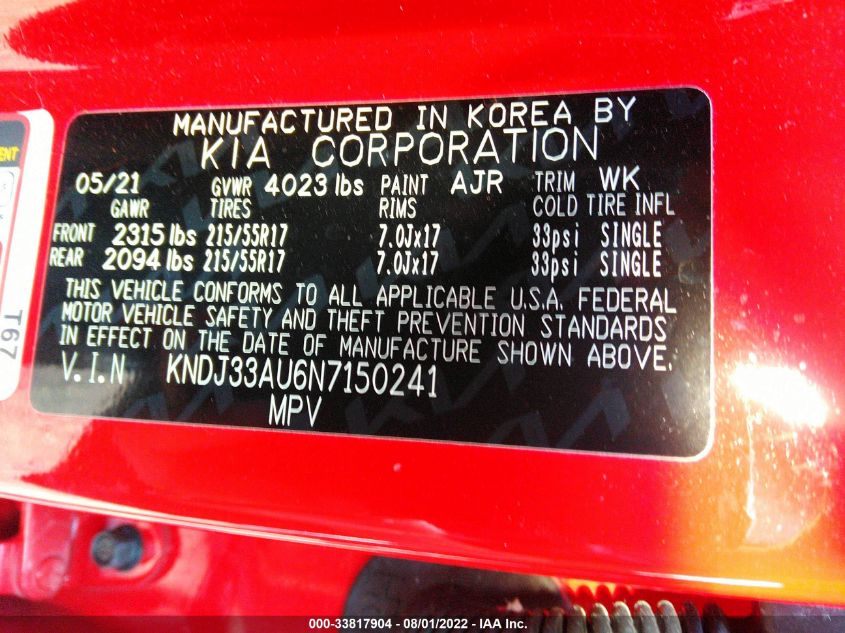 MANUFACTURED IN KOREA BY
KIA CORPORATION
05/21 GVWR 4023 lbs PAINT AJR TRIM WK
GAWR TIRES RIMS COLD TIRE INFL
FRONT 2315 lbs 215/55R17 7.0Jx17 33psi SINGLE
REAR 2094 lbs 215/55R17 7.0Jx17 33psi SINGLE
THIS VEHICLE CONFORMS TO ALL APPLICABLE U.S.A. FEDERAL
MOTOR VEHICLE SAFETY AND THEFT PREVENTION STANDARDS
IN EFFECT ON THE DATE OF MANUFACTURE SHOWN ABOVE.
V.I.N KNDJ33AU6N7150241
MPV
T67
000-33817904 - 08/01/2022 - IAA Inc.